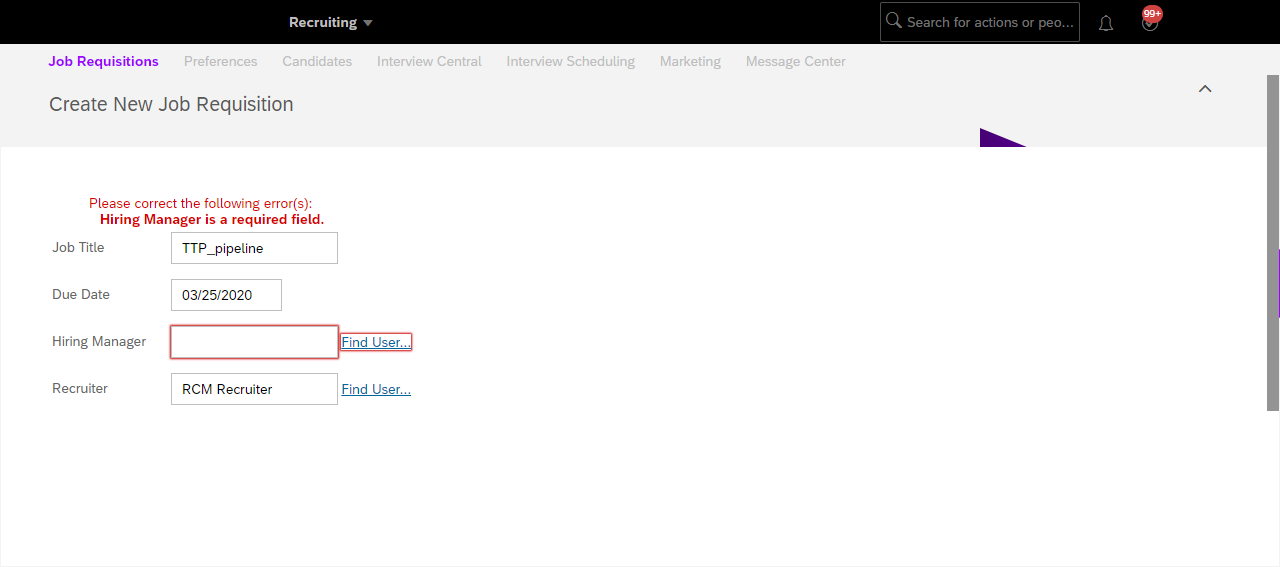 Recruiting
Search for actions or peo...
99+
Job Requisitions Preferences Candidates Interview Central Interview Scheduling Marketing Message Center
Create New Job Requisition
Please correct the following error(s):
Hiring Manager is a required field.
Job Title TTP_pipeline
Due Date 03/25/2020
Hiring Manager Find User...
Recruiter RCM Recruiter Find User...